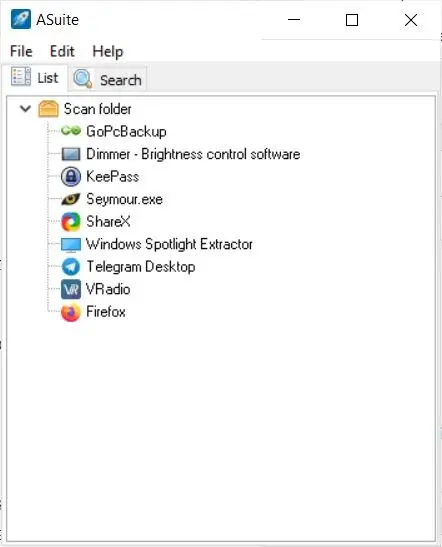 ASuite
File Edit Help
List Search
Scan folder
GoPcBackup
Dimmer - Brightness control software
KeePass
Seymour.exe
ShareX
Windows Spotlight Extractor
Telegram Desktop
VRadio
Firefox